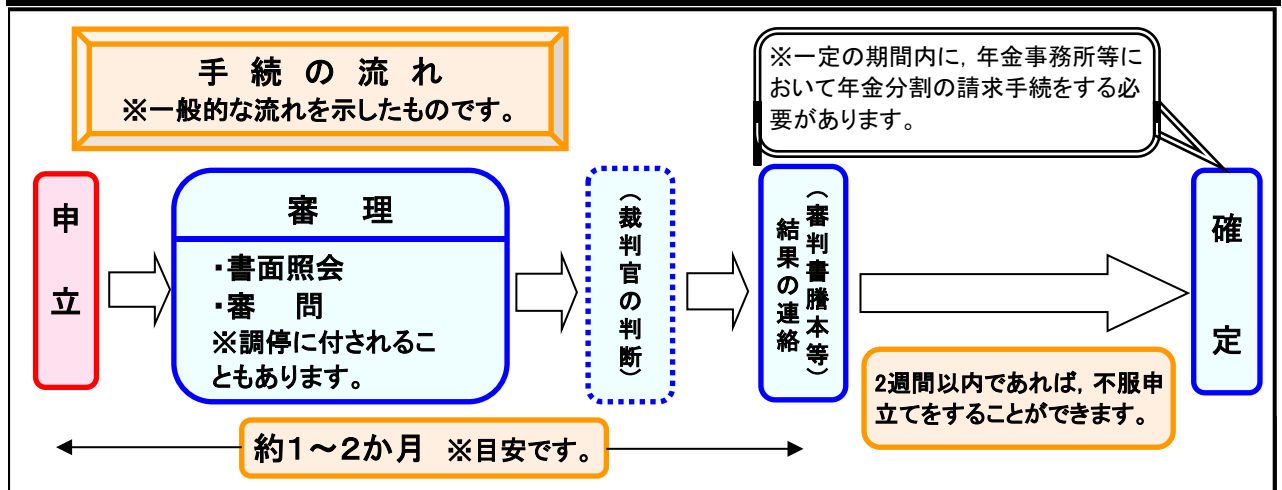 手続の流れ
※一般的な流れを示したものです。
※一定の期間内に，年金事務所等に
おいて年金分割の請求手続をする必
要があります。
申立
審理
・書面照会
・審問
※調停に付されるこ
ともあります。
（裁判官の判断）
（審判書謄本等）
結果の連絡
確定
2週間以内であれば，不服申
立てをすることができます。
約１～２か月 ※目安です。